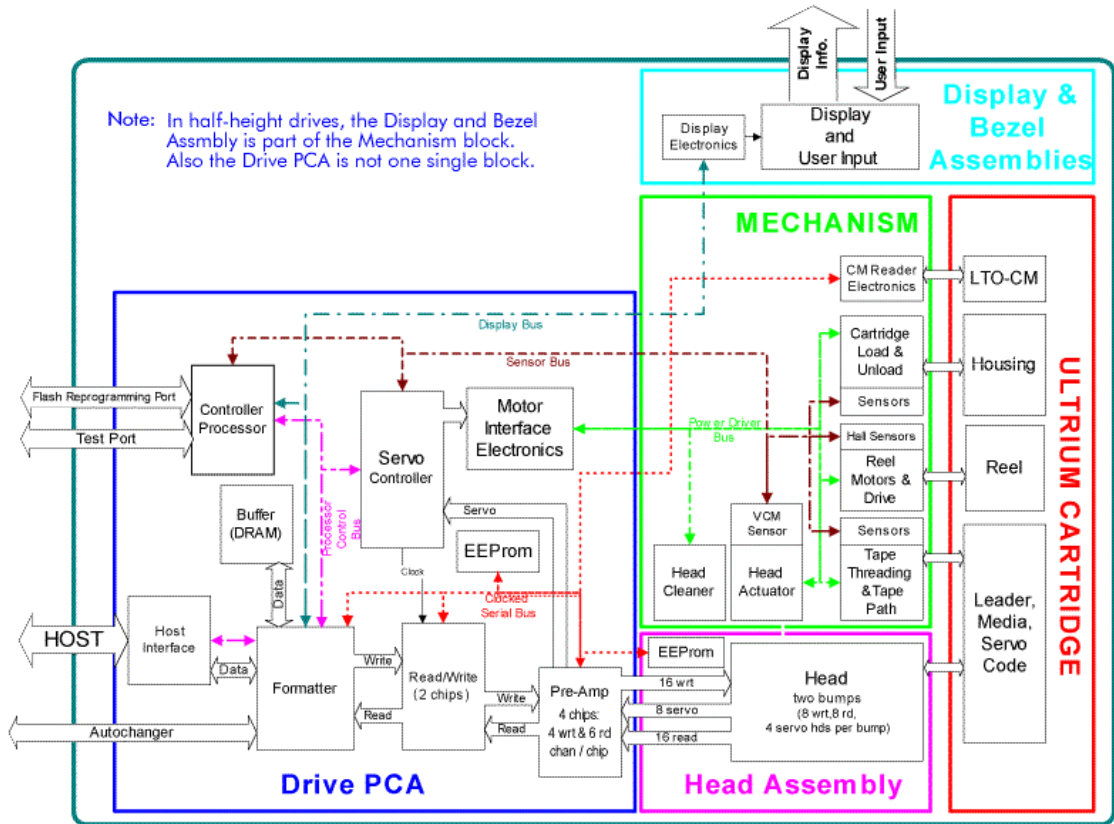 Display
Info.
User Input
Note: In half-height drives, the Display and Bezel
Assmbly is part of the Mechanism block.
Also the Drive PCA is not one single block.
Display
Electronics
Display
and
User Input
Display &
Bezel
Assemblies
MECHANISM
CM Reader
Electronics
LTO-CM
Display Bus
Sensor Bus
Cartridge
Load &
Unload
Sensors
Housing
ULTRIUM CARTRIDGE
Flash Reprogramming Port
Test Port
Controller
Processor
Servo
Controller
Motor
Interface
Electronics
Power Driver
Bus
Hall Sensors
Reel
Motors &
Drive
Reel
Buffer
(DRAM)
Processor
Control
Bus
Servo
EEProm
VCM
Sensor
Sensors
Head
Cleaner
Head
Actuator
Tape
Threading
&Tape
Path
Data
Clock
Clocked
Serial Bus
Leader,
Media,
Servo
Code
HOST
Host
Interface
Data
Formatter
Write
Read
Read/Write
(2 chips)
Write
Read
Pre-Amp
4 chips:
4 wrt & 6 rd
chan / chip
EEProm
16 wrt
8 servo
16 read
Head
two bumps
(8 wrt,8 rd,
4 servo hds per bump)
Autochanger
Drive PCA
Head Assembly